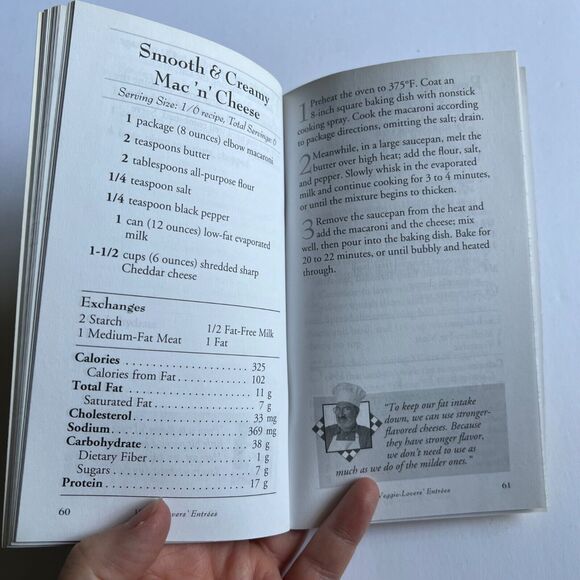 Smooth & Creamy
Mac 'n' Cheese
Serving Size: 1/6 recipe, Total Servings: 6
1 package (8 ounces) elbow macaroni
2 teaspoons butter
2 tablespoons all-purpose flour
1/4 teaspoon salt
1/4 teaspoon black pepper
1 can (12 ounces) low-fat evaporated
milk
1-1/2 cups (6 ounces) shredded sharp
Cheddar cheese
Exchanges
2 Starch 1/2 Fat-Free Milk
1 Medium-Fat Meat 1 Fat
Calories 325
Calories from Fat 102
Total Fat 11 g
Saturated Fat 7 g
Cholesterol 33 mg
Sodium 369 mg
Carbohydrate 38 g
Dietary Fiber 1 g
Sugars 7 g
Protein 17 g
60 Lovers' Entrées
1 Preheat the oven to 375°F. Coat an
8-inch square baking dish with nonstick
cooking spray. Cook the macaroni according
to package directions, omitting the salt; drain.
2 Meanwhile, in a large saucepan, melt the
butter over high heat; add the flour, salt,
and pepper. Slowly whisk in the evaporated
milk and continue cooking for 3 to 4 minutes,
or until the mixture begins to thicken.
3 Remove the saucepan from the heat and
add the macaroni and the cheese; mix
well, then pour into the baking dish. Bake for
20 to 22 minutes, or until bubbly and heated
through.
"To keep our fat intake
down, we can use stronger-
flavored cheeses. Because
they have stronger flavor,
we don't need to use as
much as we do of the milder ones."
Veggie-Lovers' Entrées 61